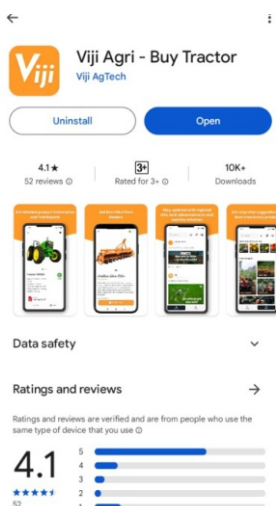 Viji
Viji Agri - Buy Tractor
Viji AgTech
Uninstall
Open
4.1★
52 reviews
3+
Rated for 3+
10K+
Downloads
Data safety
Ratings and reviews
Ratings and reviews are verified and are from people who use the
same type of device that you use
4.1
5
4
3
2
1
52